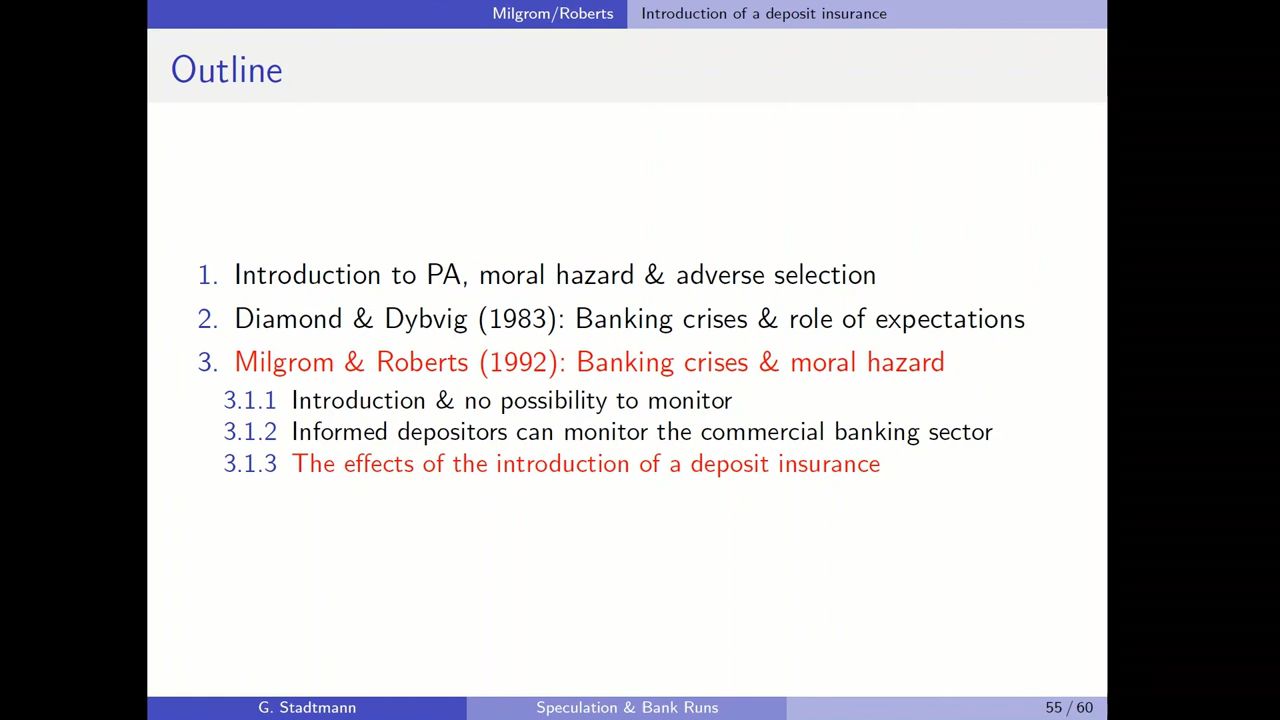 Milgrom/Roberts Introduction of a deposit insurance
Outline
1. Introduction to PA, moral hazard & adverse selection
2. Diamond & Dybvig (1983): Banking crises & role of expectations
3. Milgrom & Roberts (1992): Banking crises & moral hazard
3.1.1 Introduction & no possibility to monitor
3.1.2 Informed depositors can monitor the commercial banking sector
3.1.3 The effects of the introduction of a deposit insurance
G. Stadtmann Speculation & Bank Runs 55 / 60